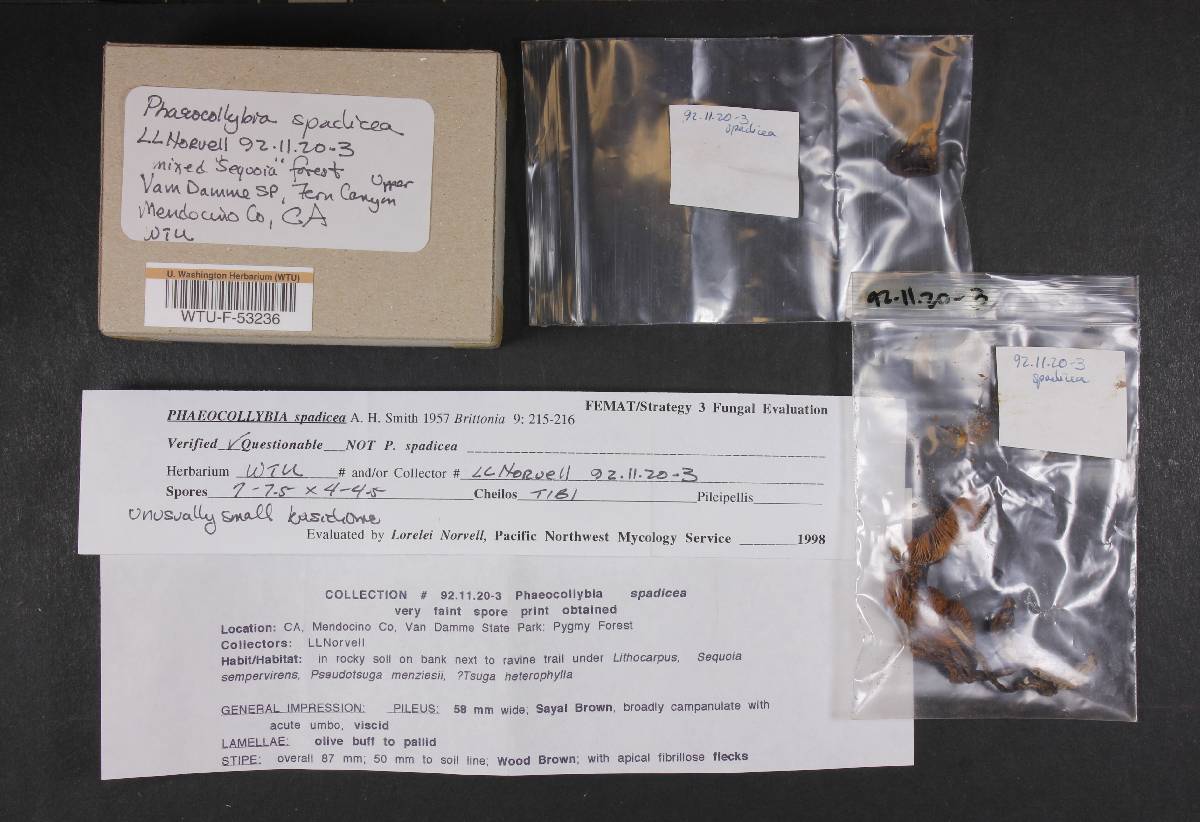 Phaeocollybia spadicea
LLNorvell 92.11.20-3
mixed "Sequoia" forest
Van Damme SP, Upper Fern Canyon
Mendocino Co, CA
WTU
U. Washington Herbarium (WTU)
WTU-F-53236
92.11.20-3
spadicea
92-11-20-3
92.11.20-3
spadicea
FEMAT/Strategy 3 Fungal Evaluation
PHAEOCOLLYBIA spadicea A. H. Smith 1957 Brittonia 9: 215-216
Verified ✓ Questionable___NOT P. spadicea
Herbarium WTU # and/or Collector # LLNorvell 92.11.20-3
Spores 7-7.5 x 4-4.5 Cheilos TIBI Pileipellis
Unusually small basidiome
Evaluated by Lorelei Norvell, Pacific Northwest Mycology Service ______ 1998
COLLECTION # 92.11.20-3 Phaeocollybia spadicea
very faint spore print obtained
Location: CA, Mendocino Co, Van Damme State Park: Pygmy Forest
Collectors: LLNorvell
Habit/Habitat: in rocky soil on bank next to ravine trail under Lithocarpus, Sequoia
sempervirens, Pseudotsuga menziesii, ?Tsuga heterophylla
GENERAL IMPRESSION: PILEUS: 58 mm wide; Sayal Brown, broadly campanulate with
acute umbo, viscid
LAMELLAE: olive buff to pallid
STIPE: overall 87 mm; 50 mm to soil line; Wood Brown; with apical fibrillose flecks